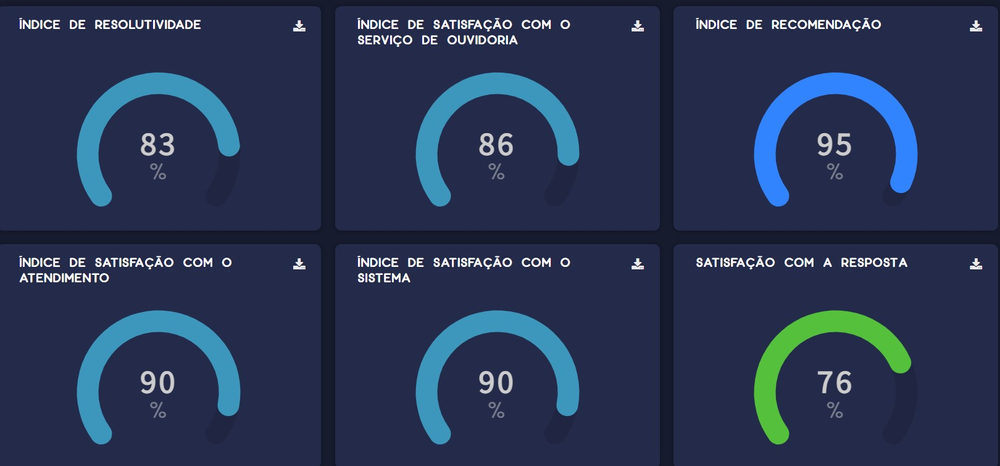 ÍNDICE DE RESOLUTIVIDADE
83
%
ÍNDICE DE SATISFAÇÃO COM O
SERVIÇO DE OUVIDORIA
86
%
ÍNDICE DE RECOMENDAÇÃO
95
%
ÍNDICE DE SATISFAÇÃO COM O
ATENDIMENTO
90
%
ÍNDICE DE SATISFAÇÃO COM O
SISTEMA
90
%
SATISFAÇÃO COM A RESPOSTA
76
%